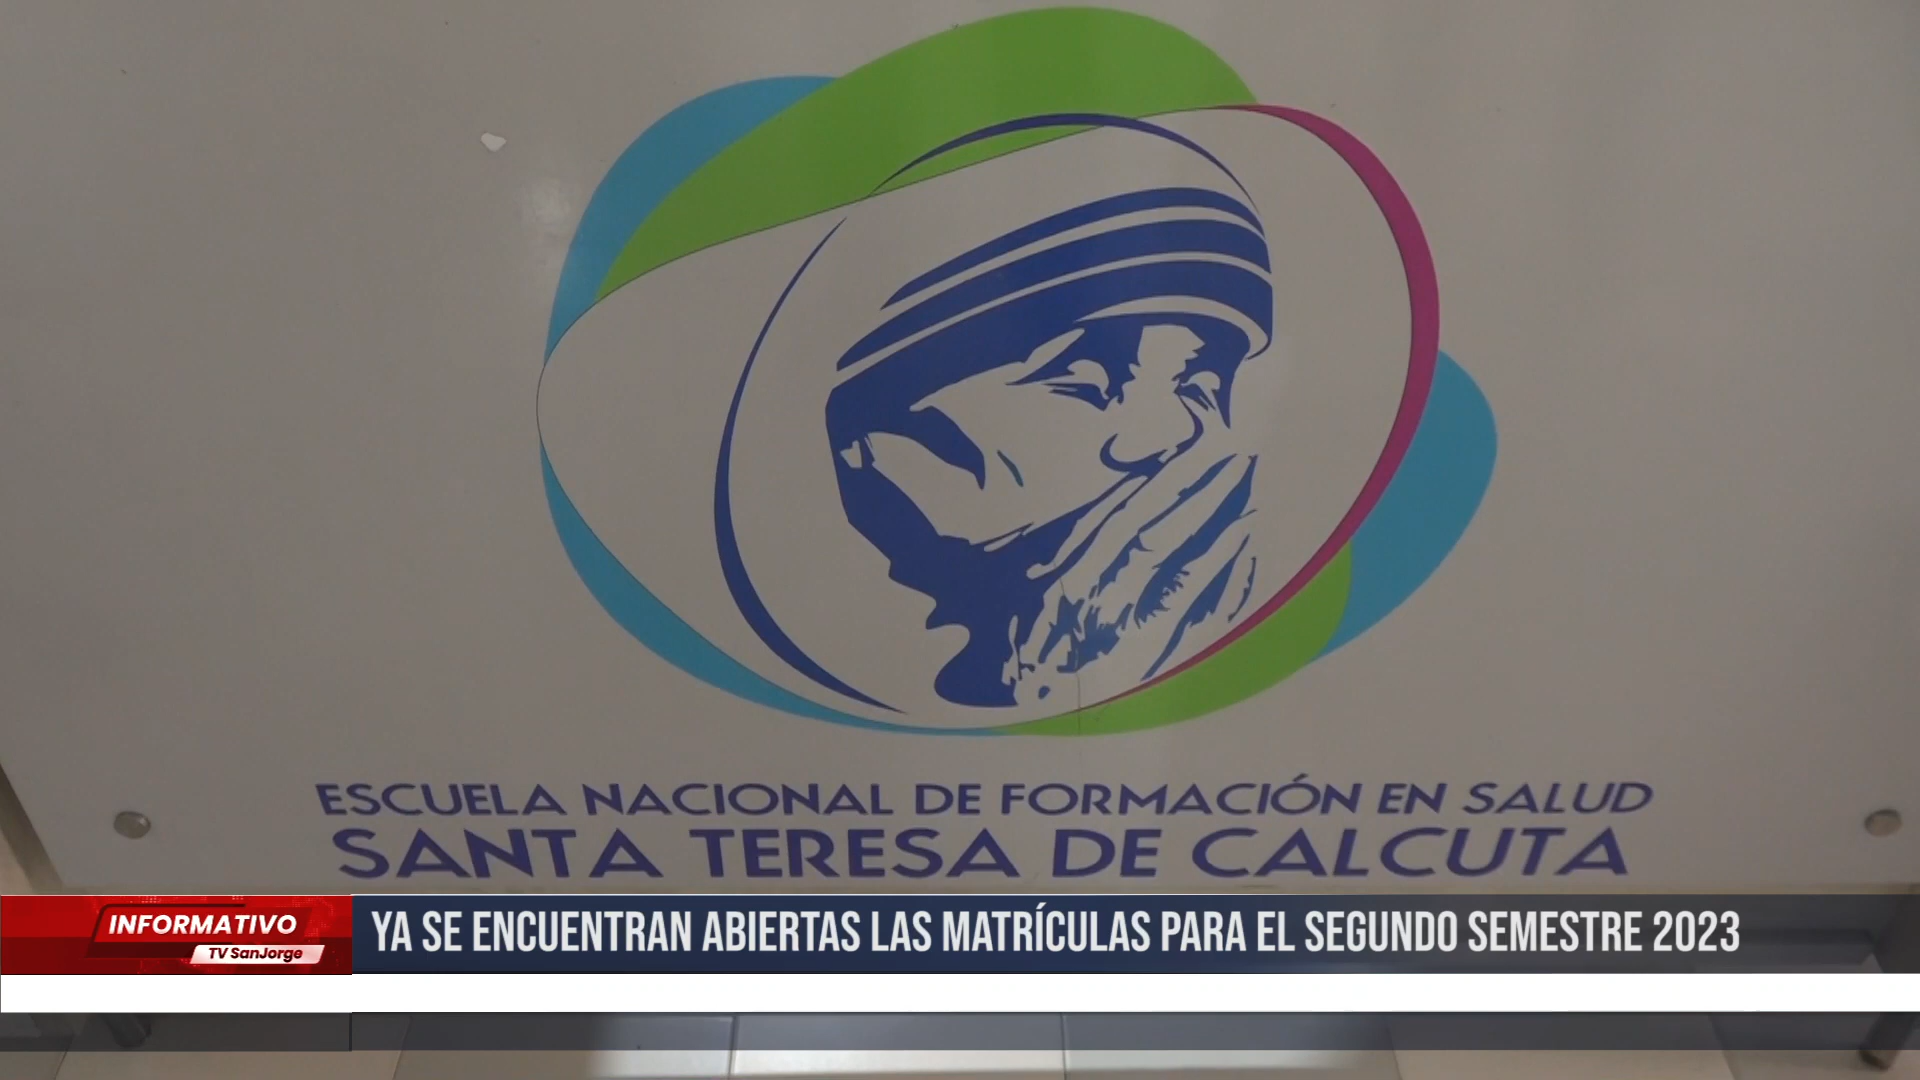 ESCUELA NACIONAL DE FORMACIÓN EN SALUD
SANTA TERESA DE CALCUTA
INFORMATIVO
TV SanJorge
YA SE ENCUENTRAN ABIERTAS LAS MATRÍCULAS PARA EL SEGUNDO SEMESTRE 2023